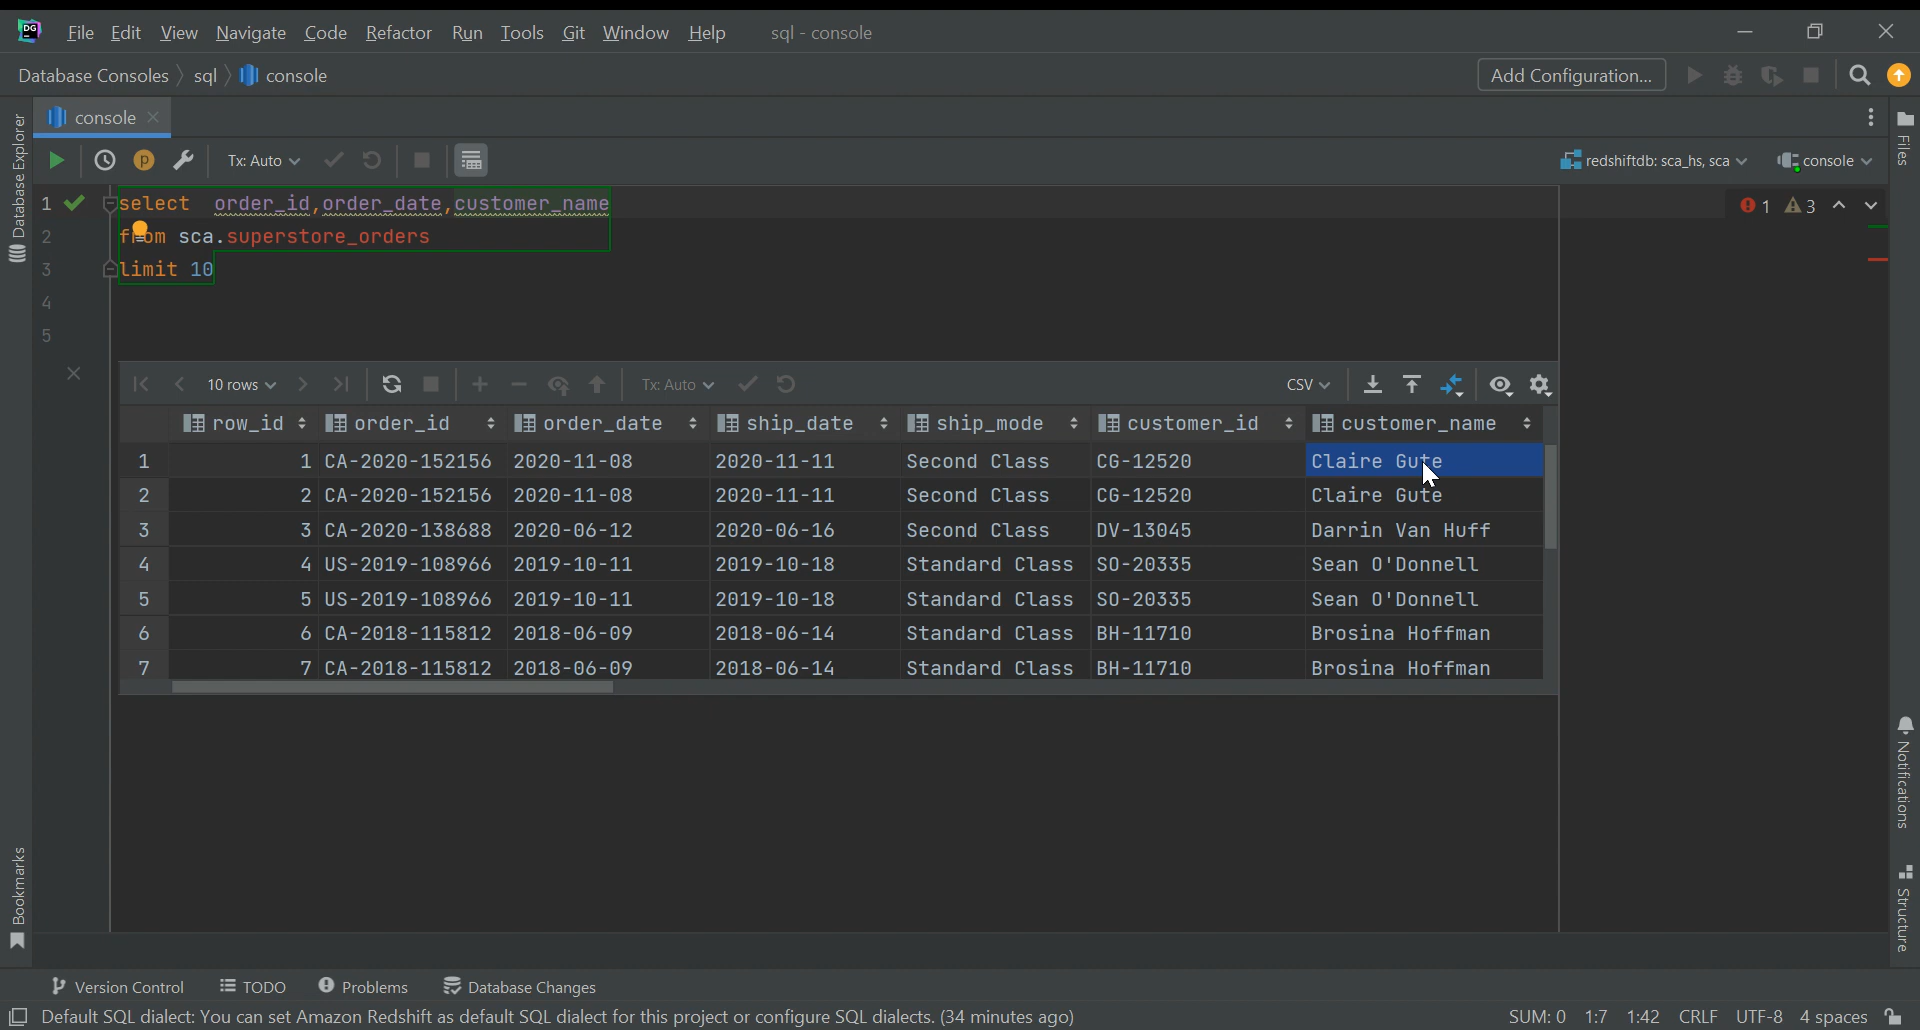 DG File Edit View Navigate Code Refactor Run Tools Git Window Help sql - console
Database Consoles sql console Add Configuration...
console
Tx: Auto redshiftdb: sca_hs, sca console
1 select order_id,order_date,customer_name 1 3
2 from sca.superstore_orders
3 limit 10
4
5
10 rows Tx: Auto CSV
row_id order_id order_date ship_date ship_mode customer_id customer_name
1 1 CA-2020-152156 2020-11-08 2020-11-11 Second Class CG-12520 Claire Gute
2 2 CA-2020-152156 2020-11-08 2020-11-11 Second Class CG-12520 Claire Gute
3 3 CA-2020-138688 2020-06-12 2020-06-16 Second Class DV-13045 Darrin Van Huff
4 4 US-2019-108966 2019-10-11 2019-10-18 Standard Class SO-20335 Sean O'Donnell
5 5 US-2019-108966 2019-10-11 2019-10-18 Standard Class SO-20335 Sean O'Donnell
6 6 CA-2018-115812 2018-06-09 2018-06-14 Standard Class BH-11710 Brosina Hoffman
7 7 CA-2018-115812 2018-06-09 2018-06-14 Standard Class BH-11710 Brosina Hoffman
Database Explorer
Bookmarks
Files
Notifications
Structure
Version Control TODO Problems Database Changes
Default SQL dialect: You can set Amazon Redshift as default SQL dialect for this project or configure SQL dialects. (34 minutes ago) SUM: 0 1:7 1:42 CRLF UTF-8 4 spaces